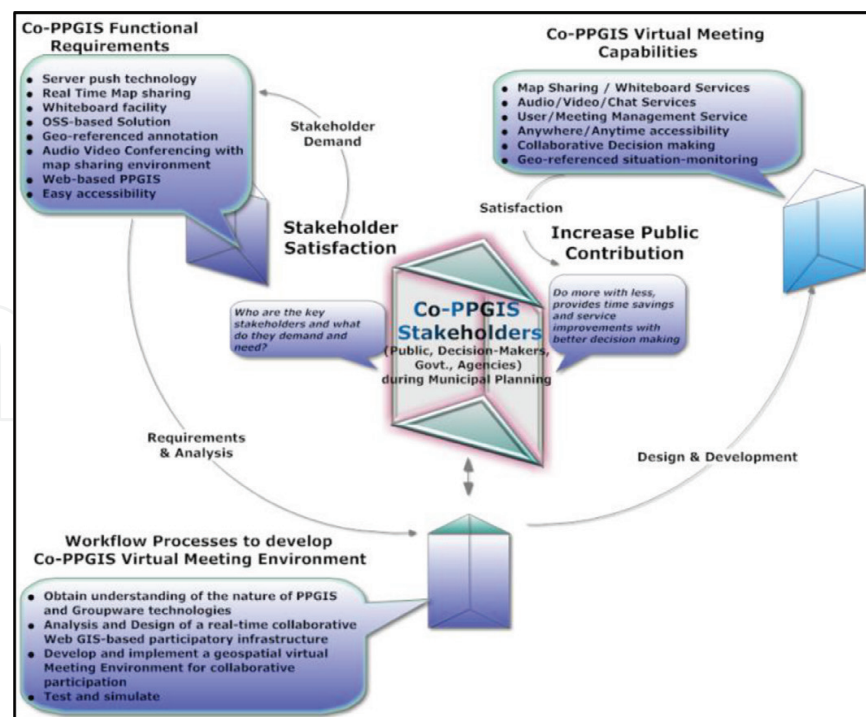 Co-PPGIS Functional
Requirements
● Server push technology
● Real Time Map sharing
● Whiteboard facility
● OSS-based Solution
● Geo-referenced annotation
● Audio Video Conferencing with
map sharing environment
● Web-based PPGIS
● Easy accessibility
Stakeholder
Demand
Stakeholder
Satisfaction
Co-PPGIS Virtual Meeting
Capabilities
● Map Sharing / Whiteboard Services
● Audio/Video/Chat Services
● User/Meeting Management Service
● Anywhere/Anytime accessibility
● Collaborative Decision making
● Geo-referenced situation-monitoring
Satisfaction
Increase Public
Contribution
Who are the key
stakeholders and what
do they demand and
need?
Co-PPGIS
Stakeholders
(Public, Decision-Makers,
Govt., Agencies)
during Municipal Planning
Do more with less,
provides time savings
and service
improvements with
better decision making
Requirements
& Analysis
Design & Development
Workflow Processes to develop
Co-PPGIS Virtual Meeting Environment
● Obtain understanding of the nature of PPGIS
and Groupware technologies
● Analysis and Design of a real-time collaborative
Web GIS-based participatory infrastructure
● Develop and implement a geospatial virtual
Meeting Environment for collaborative
participation
● Test and simulate